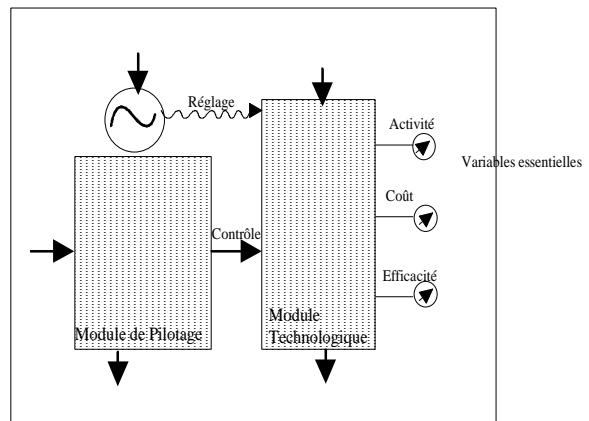 Réglage
Activité
Variables essentielles
Coût
Contrôle
Efficacité
Module de Pilotage
Module
Technologique